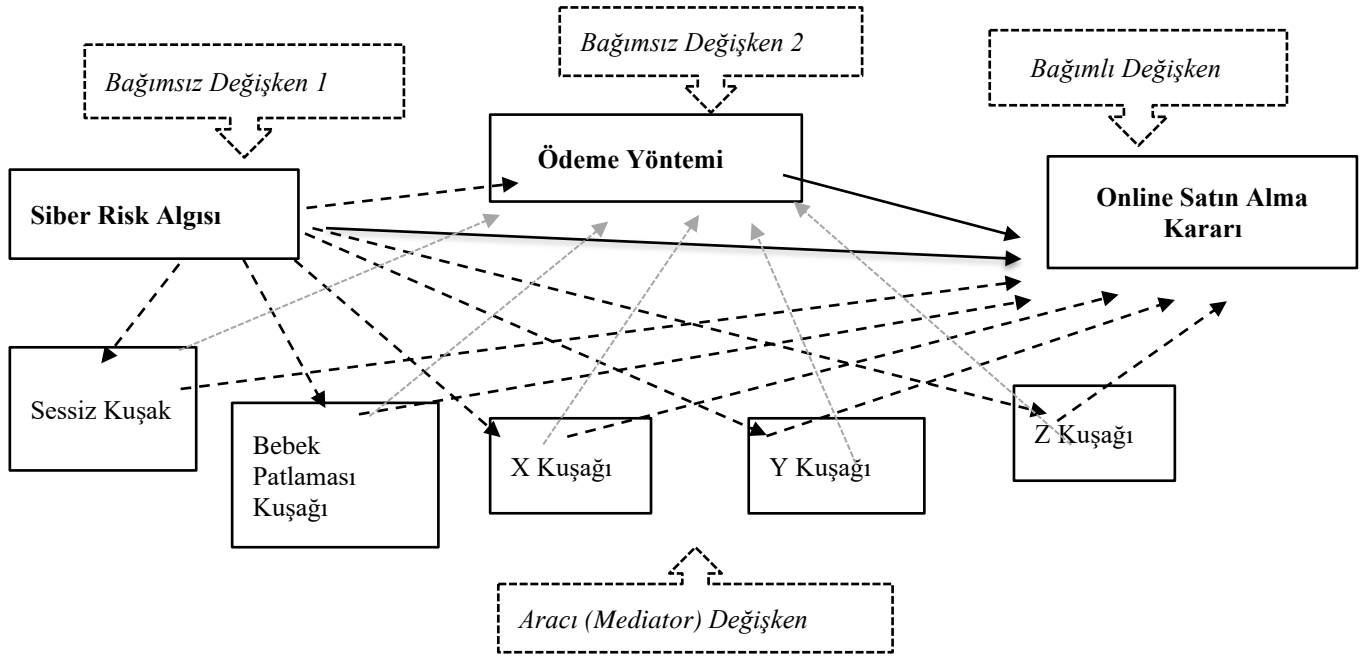 Bağımsız Değişken 1
Bağımsız Değişken 2
Bağımlı Değişken
Siber Risk Algısı
Ödeme Yöntemi
Online Satın Alma
Kararı
Sessiz Kuşak
Bebek
Patlaması
Kuşağı
X Kuşağı
Y Kuşağı
Z Kuşağı
Aracı (Mediator) Değişken